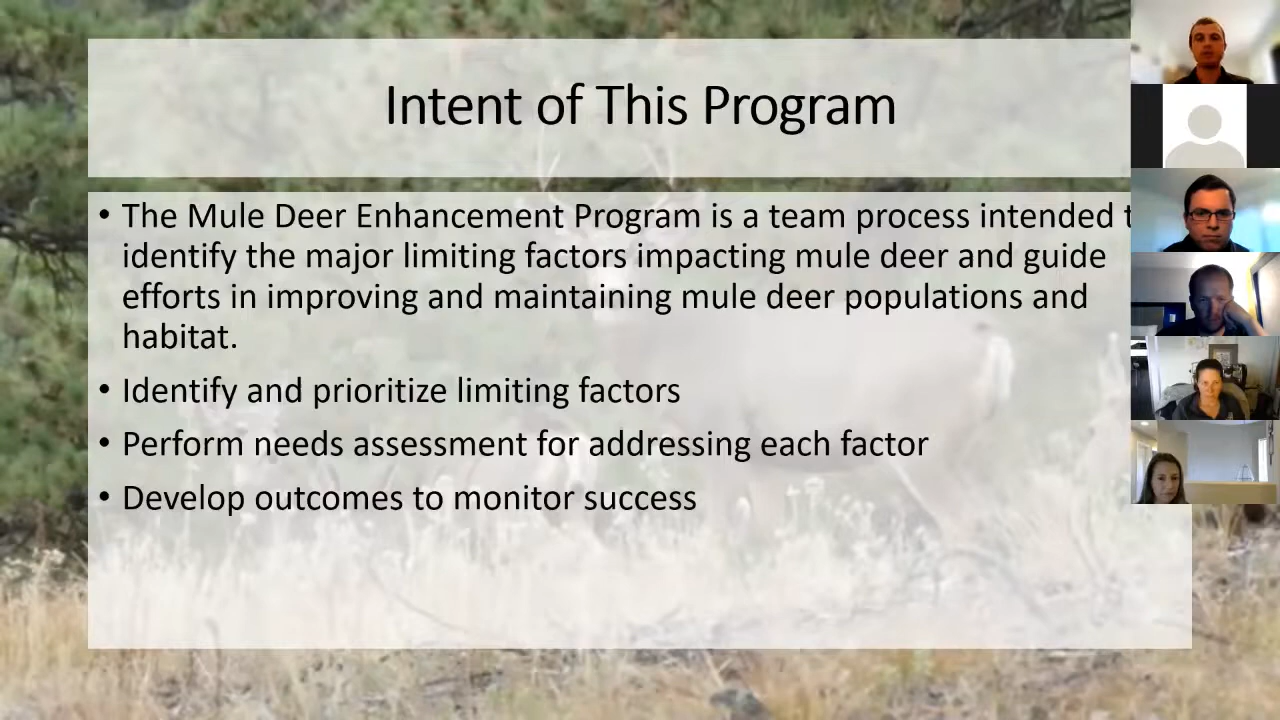 Intent of This Program
• The Mule Deer Enhancement Program is a team process intended
identify the major limiting factors impacting mule deer and guide
efforts in improving and maintaining mule deer populations and
habitat.
• Identify and prioritize limiting factors
• Perform needs assessment for addressing each factor
• Develop outcomes to monitor success